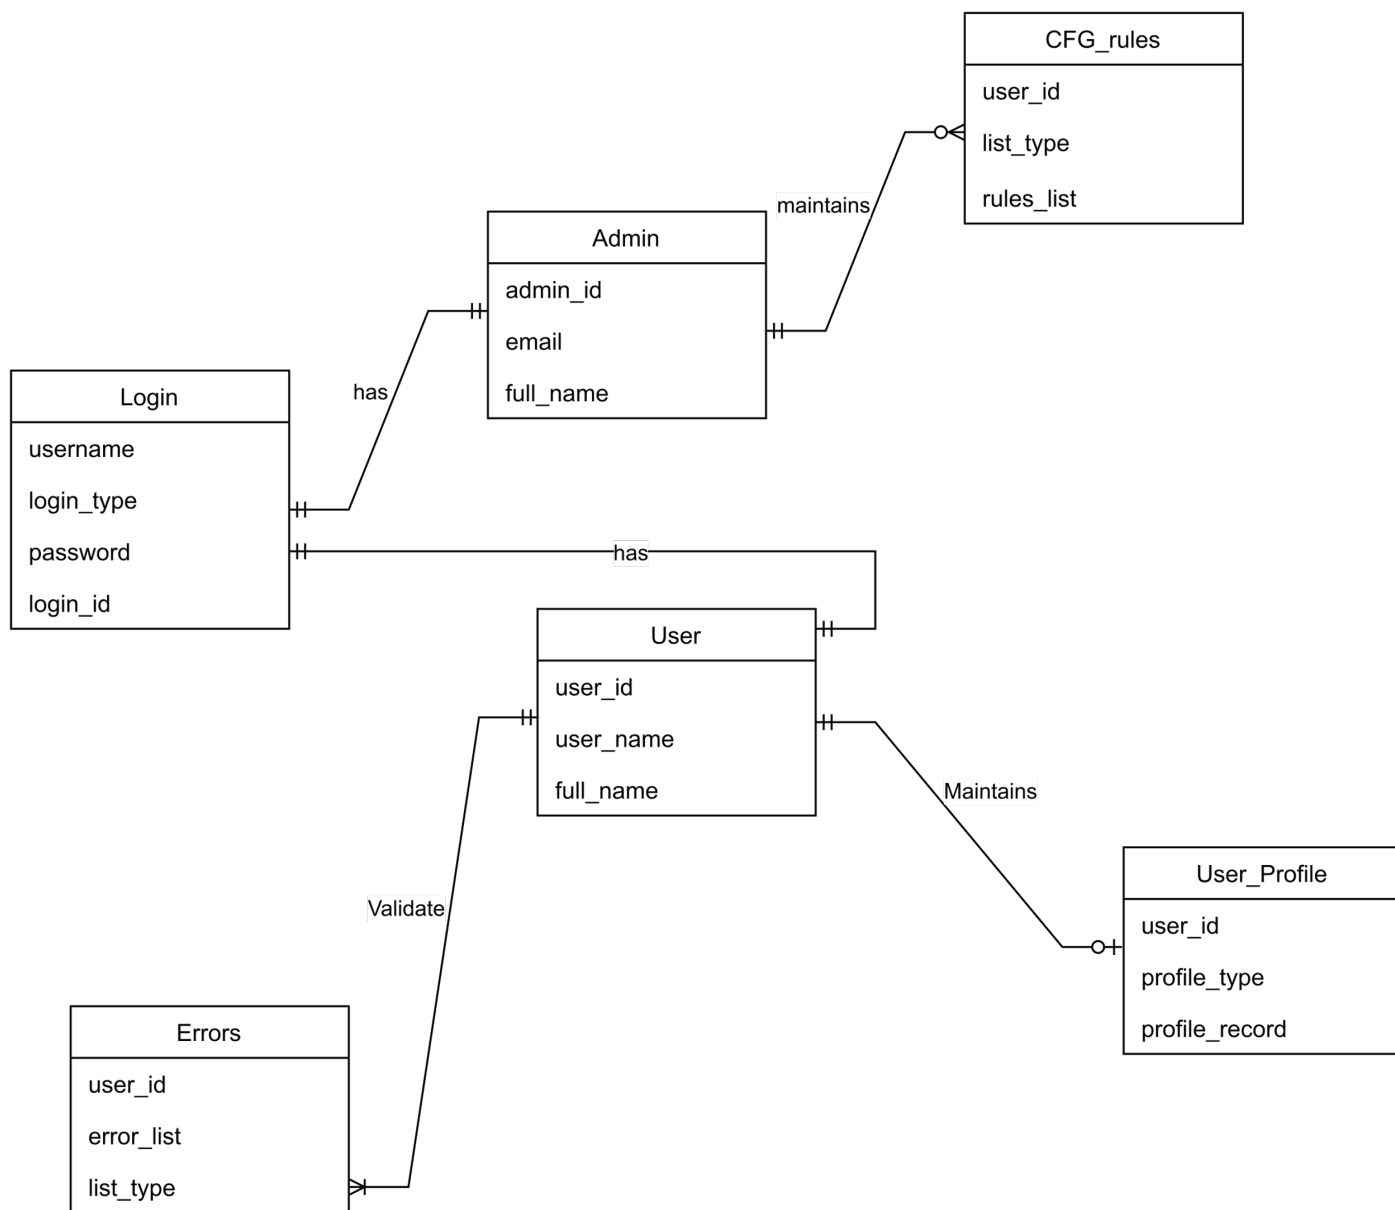 CFG_rules
user_id
list_type
rules_list
maintains
Admin
admin_id
email
full_name
has
Login
username
login_type
password
login_id
has
User
user_id
user_name
full_name
Maintains
User_Profile
user_id
profile_type
profile_record
Validate
Errors
user_id
error_list
list_type